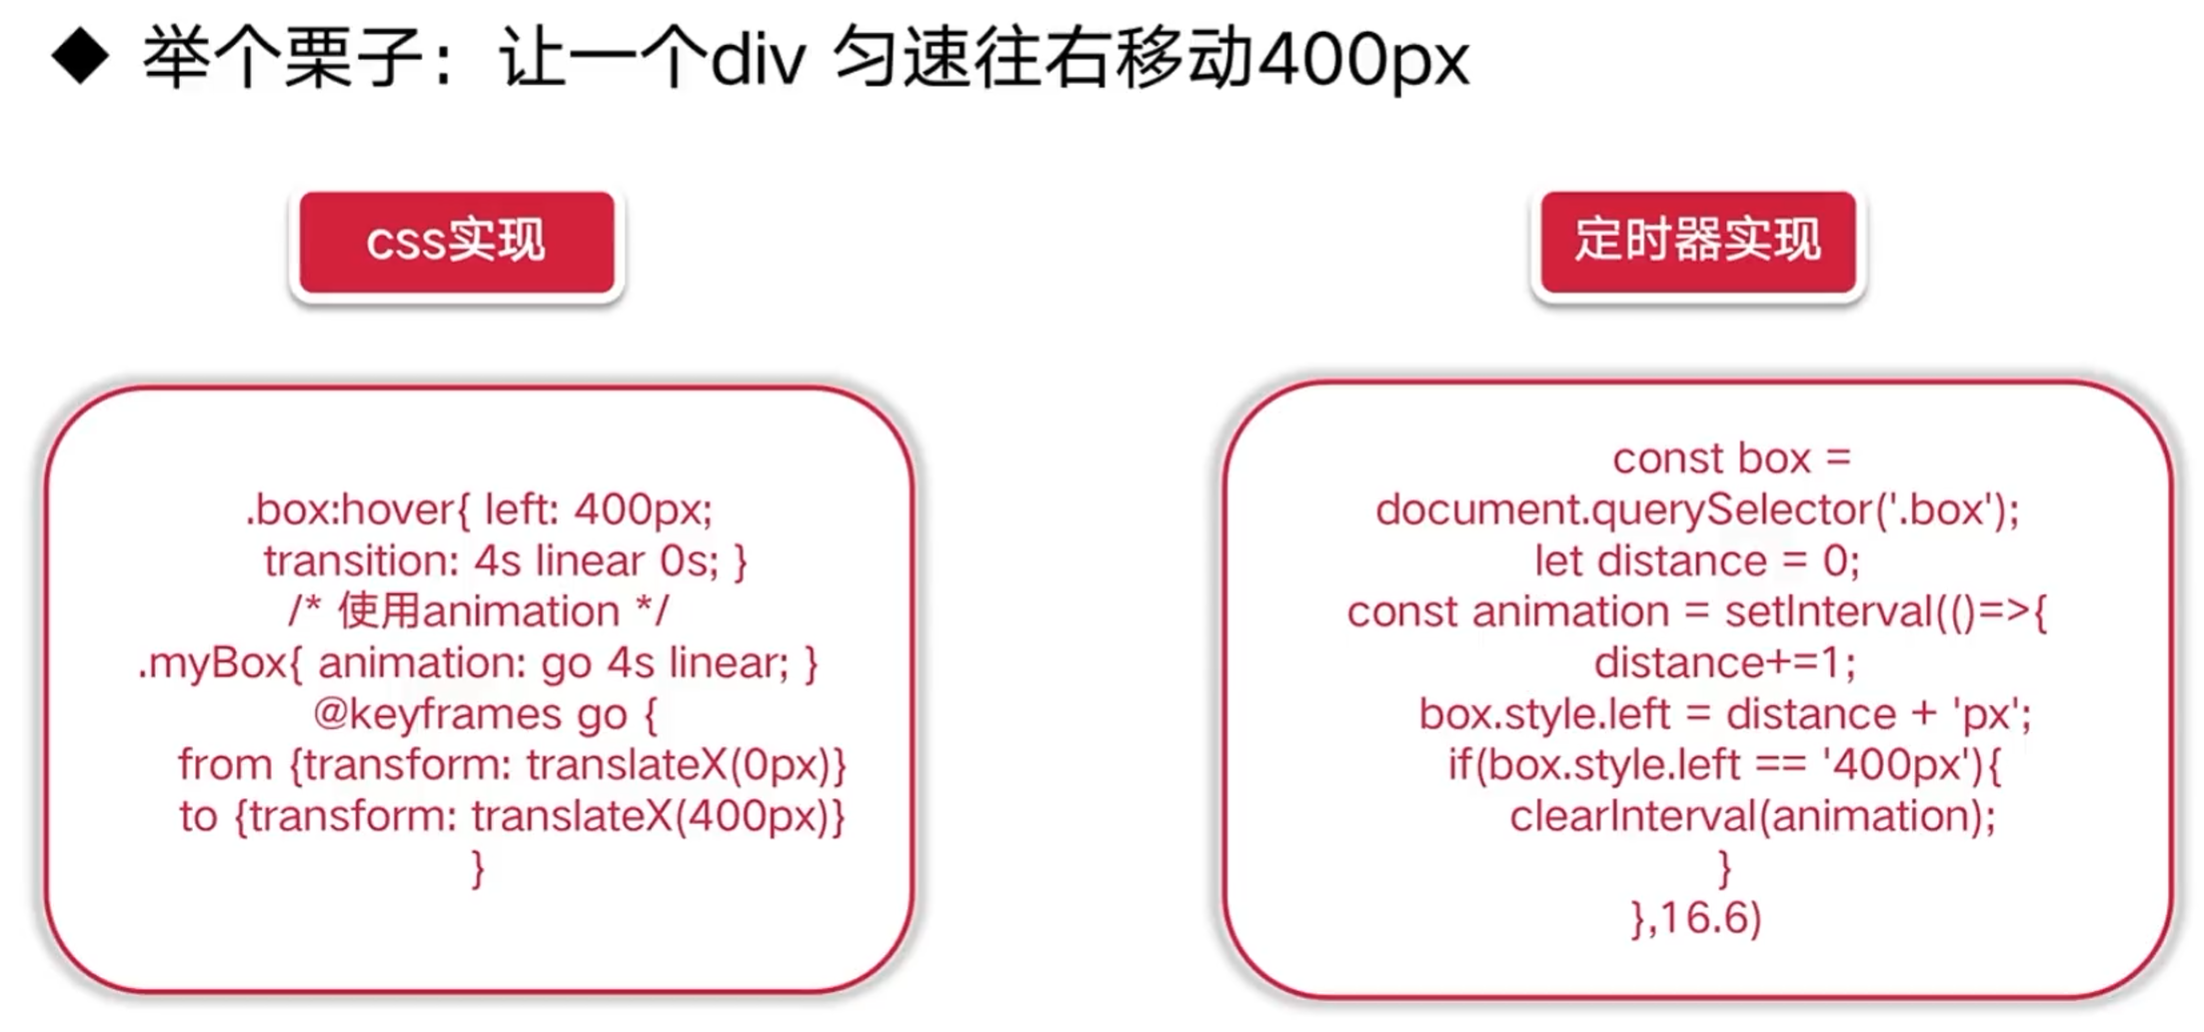 举个栗子：让一个div 匀速往右移动400px
css实现
.box:hover{ left: 400px;
transition: 4s linear 0s; }
/* 使用animation */
.myBox{ animation: go 4s linear; }
@keyframes go {
from {transform: translateX(0px)}
to {transform: translateX(400px)}
}
定时器实现
const box =
document.querySelector('.box');
let distance = 0;
const animation = setInterval(()=>{
distance+=1;
box.style.left = distance + 'px';
if(box.style.left == '400px'){
clearInterval(animation);
}
},16.6)